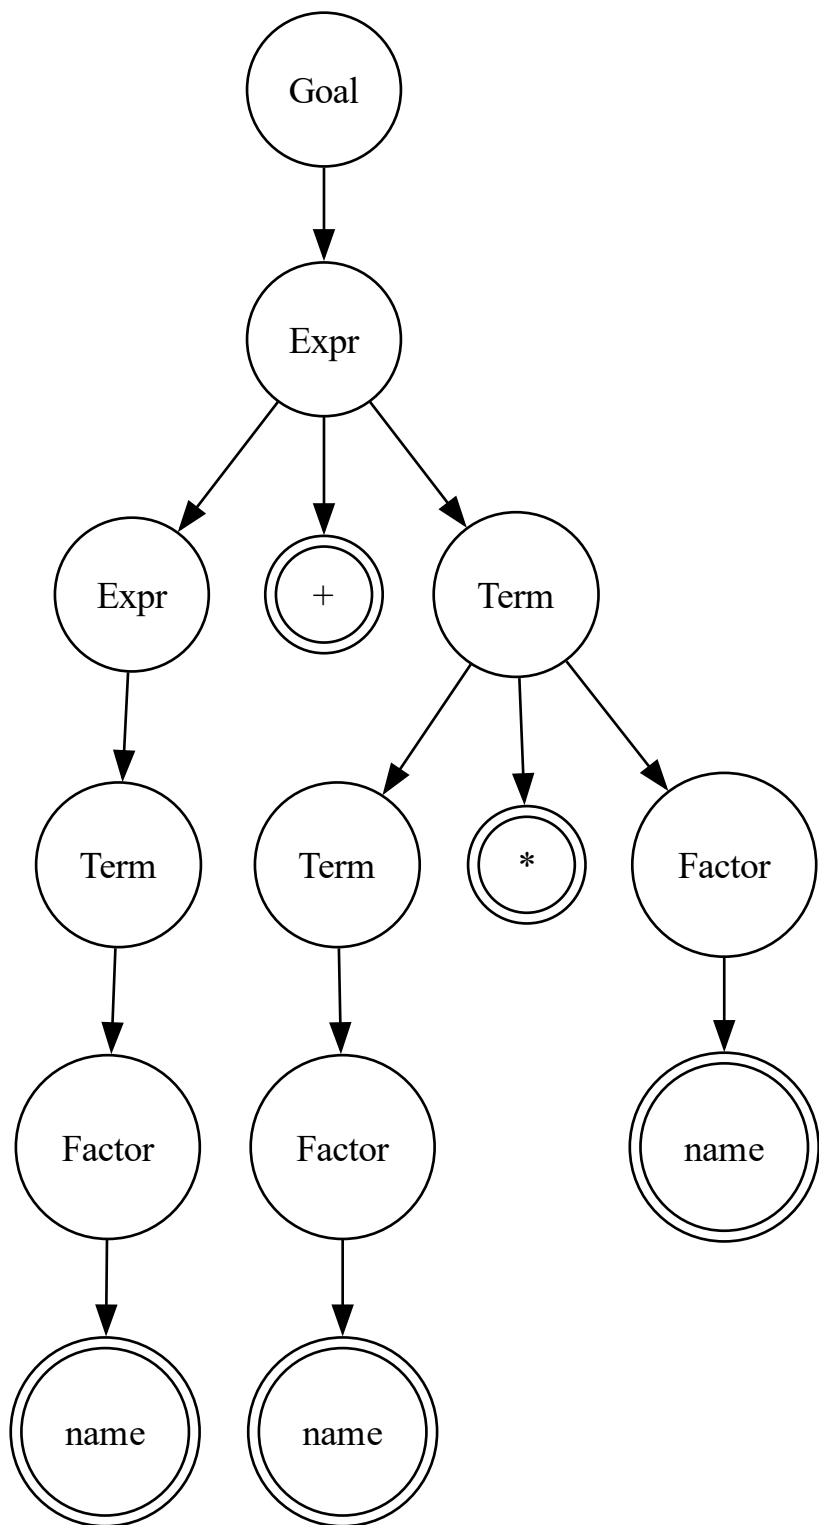 Goal
Expr
Expr
+
Term
Term
Term
*
Factor
Factor
Factor
name
name
name